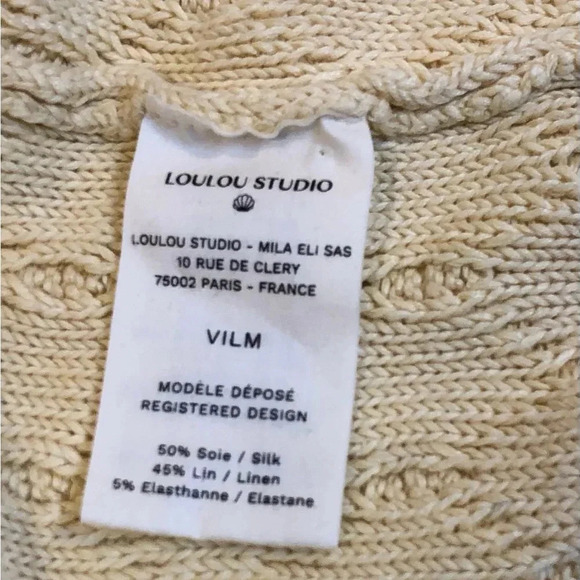 LOULOU STUDIO
LOULOU STUDIO - MILA ELI SAS
10 RUE DE CLERY
75002 PARIS - FRANCE
VILM
MODÈLE DÉPOSÉ
REGISTERED DESIGN
50% Soie / Silk
45% Lin / Linen
5% Elasthanne / Elastane